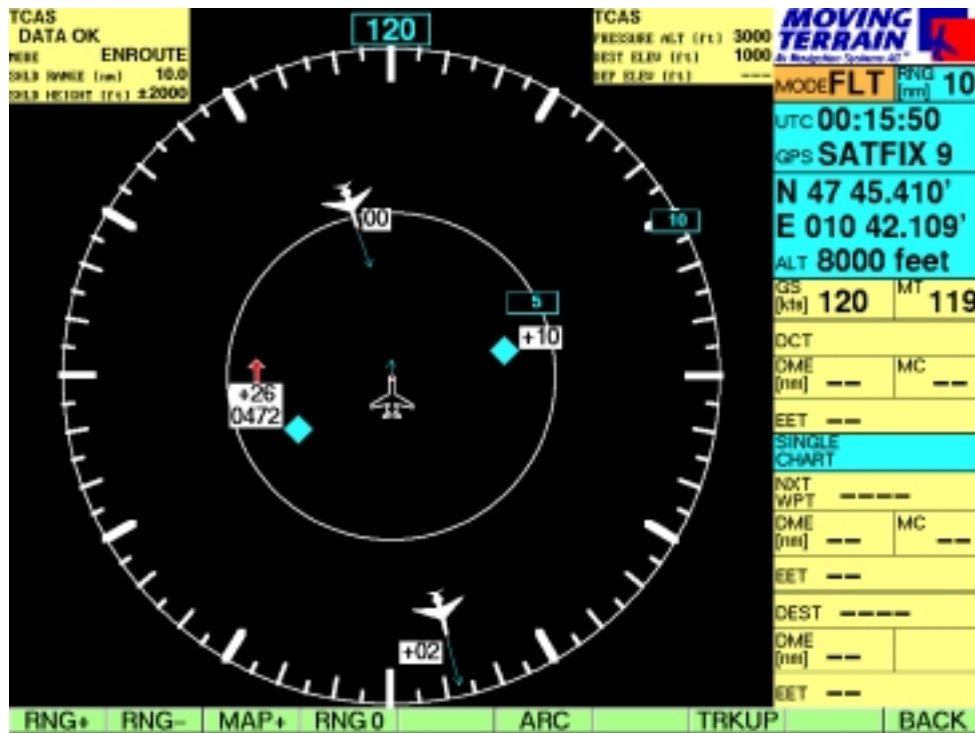 TCAS
DATA OK
MODE ENROUTE
SHLD RANGE (nm) 10.0
SHLD HEIGHT (ft) ±2000
120
TCAS
PRESSURE ALT (ft) 3000
DEST ELEV (ft) 1000
DEP ELEV (ft) ---
MOVING
TERRAIN
Air Navigation Systems AG
MODE FLT RNG [nm] 10
UTC 00:15:50
GPS SATFIX 9
N 47 45.410'
E 010 42.109'
ALT 8000 feet
GS [kts] 120 MT 119
DCT
DME [nm] -- MC --
EET --
SINGLE
CHART
NXT
WPT ----
DME [nm] -- MC --
EET --
DEST ----
DME [nm] --
EET --
00
10
5
+10
+26
0472
+02
RNG+ RNG- MAP+ RNG 0 ARC TRKUP BACK